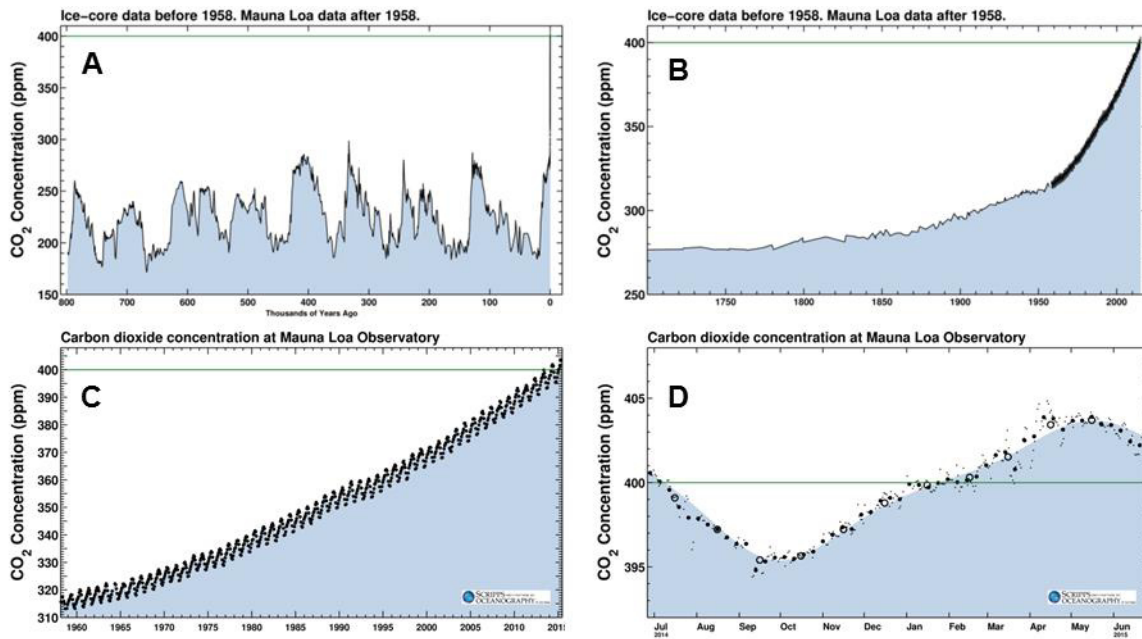 Ice-core data before 1958. Mauna Loa data after 1958.
A
CO2 Concentration (ppm)
400
350
300
250
200
150
800
700
600
500
400
300
200
100
0
Thousands of Years Ago
Ice-core data before 1958. Mauna Loa data after 1958.
B
CO2 Concentration (ppm)
400
350
300
250
1750
1800
1850
1900
1950
2000
Carbon dioxide concentration at Mauna Loa Observatory
C
CO2 Concentration (ppm)
400
390
380
370
360
350
340
330
320
310
1960
1965
1970
1975
1980
1985
1990
1995
2000
2005
2010
SCRIPPS
OCEANOGRAPHY
Carbon dioxide concentration at Mauna Loa Observatory
D
CO2 Concentration (ppm)
405
400
395
Jul
Aug
Sep
Oct
Nov
Dec
Jan
Feb
Mar
Apr
May
Jun
2014
2015
SCRIPPS
OCEANOGRAPHY